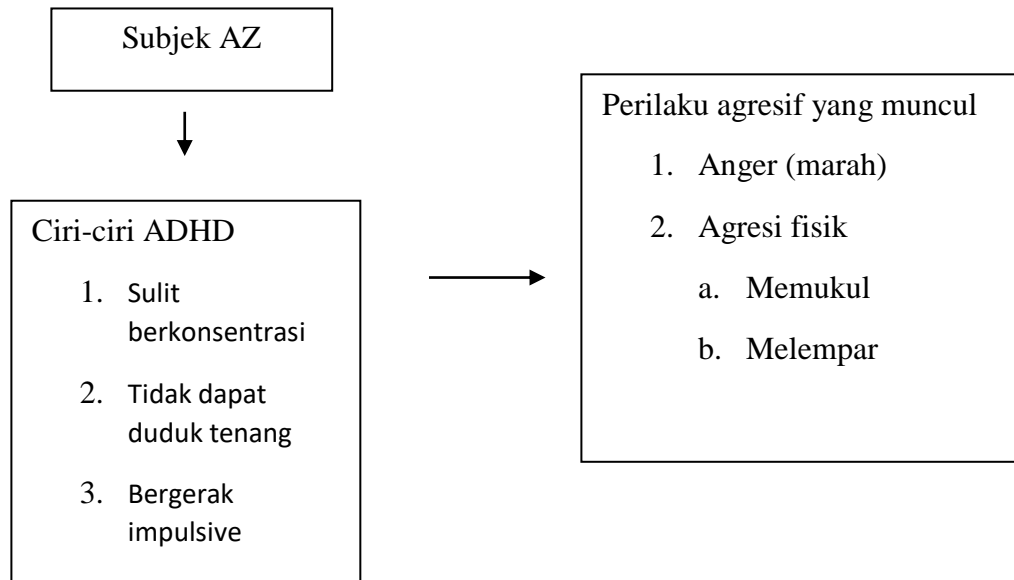 Subjek AZ
Ciri-ciri ADHD
1. Sulit
berkonsentrasi
2. Tidak dapat
duduk tenang
3. Bergerak
impulsive
Perilaku agresif yang muncul
1. Anger (marah)
2. Agresi fisik
a. Memukul
b. Melempar